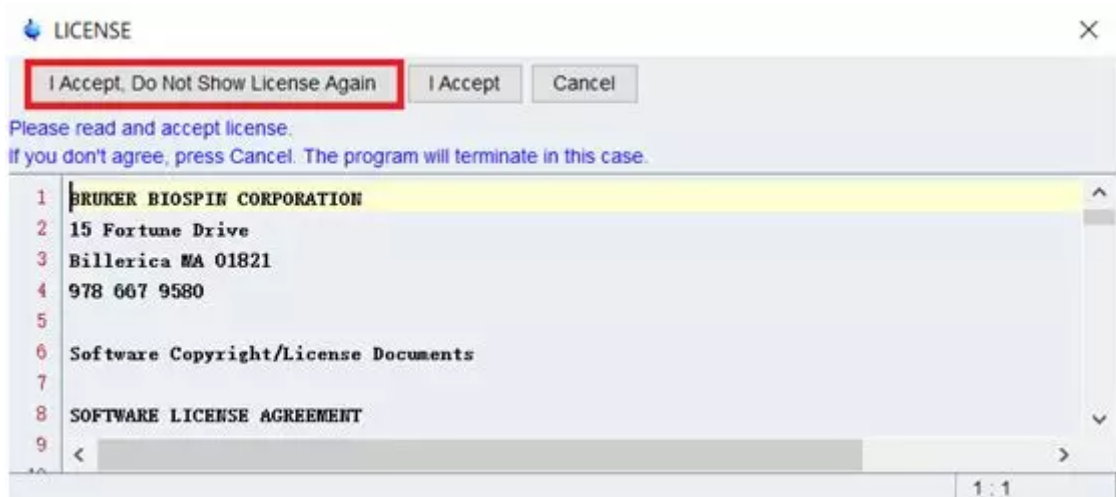 LICENSE
I Accept, Do Not Show License Again I Accept Cancel
Please read and accept license.
If you don't agree, press Cancel. The program will terminate in this case.
1 BRUKER BIOSPIN CORPORATION
2 15 Fortune Drive
3 Billerica MA 01821
4 978 667 9580
5
6 Software Copyright/License Documents
7
8 SOFTWARE LICENSE AGREEMENT
9
1 : 1